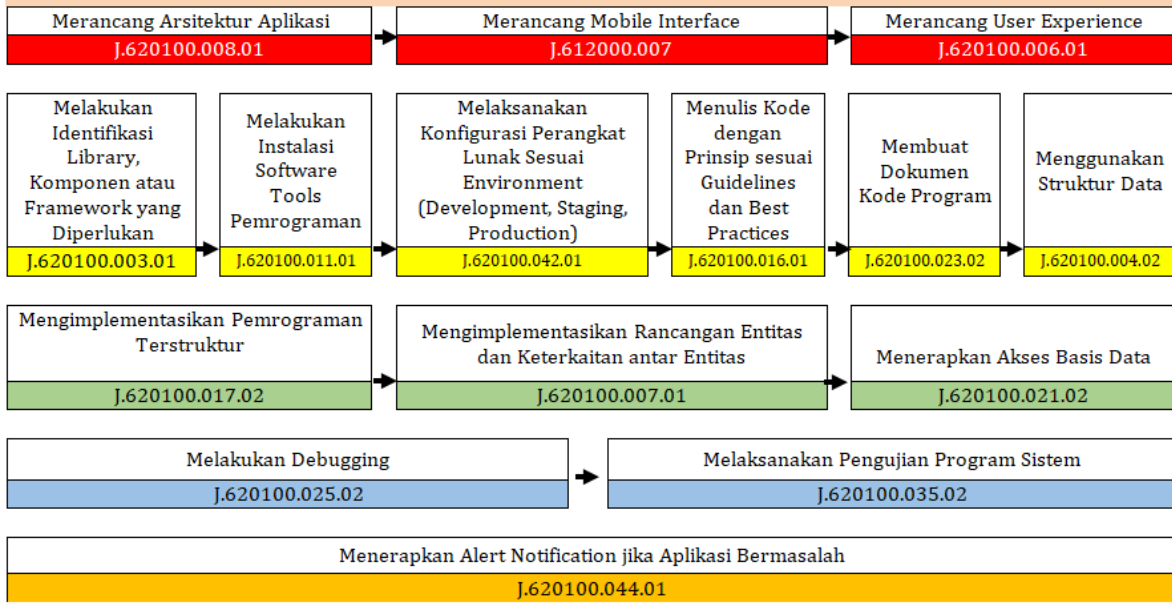 Merancang Arsitektur Aplikasi
J.620100.008.01
Merancang Mobile Interface
J.612000.007
Merancang User Experience
J.620100.006.01
Melakukan
Identifikasi
Library,
Komponen atau
Framework yang
Diperlukan
J.620100.003.01
Melakukan
Instalasi
Software
Tools
Pemrograman
J.620100.011.01
Melaksanakan
Konfigurasi Perangkat
Lunak Sesuai
Environment
(Development, Staging,
Production)
J.620100.042.01
Menulis Kode
dengan
Prinsip sesuai
Guidelines
dan Best
Practices
J.620100.016.01
Membuat
Dokumen
Kode Program
J.620100.023.02
Menggunakan
Struktur Data
J.620100.004.02
Mengimplementasikan Pemrograman
Terstruktur
J.620100.017.02
Mengimplementasikan Rancangan Entitas
dan Keterkaitan antar Entitas
J.620100.007.01
Menerapkan Akses Basis Data
J.620100.021.02
Melakukan Debugging
J.620100.025.02
Melaksanakan Pengujian Program Sistem
J.620100.035.02
Menerapkan Alert Notification jika Aplikasi Bermasalah
J.620100.044.01